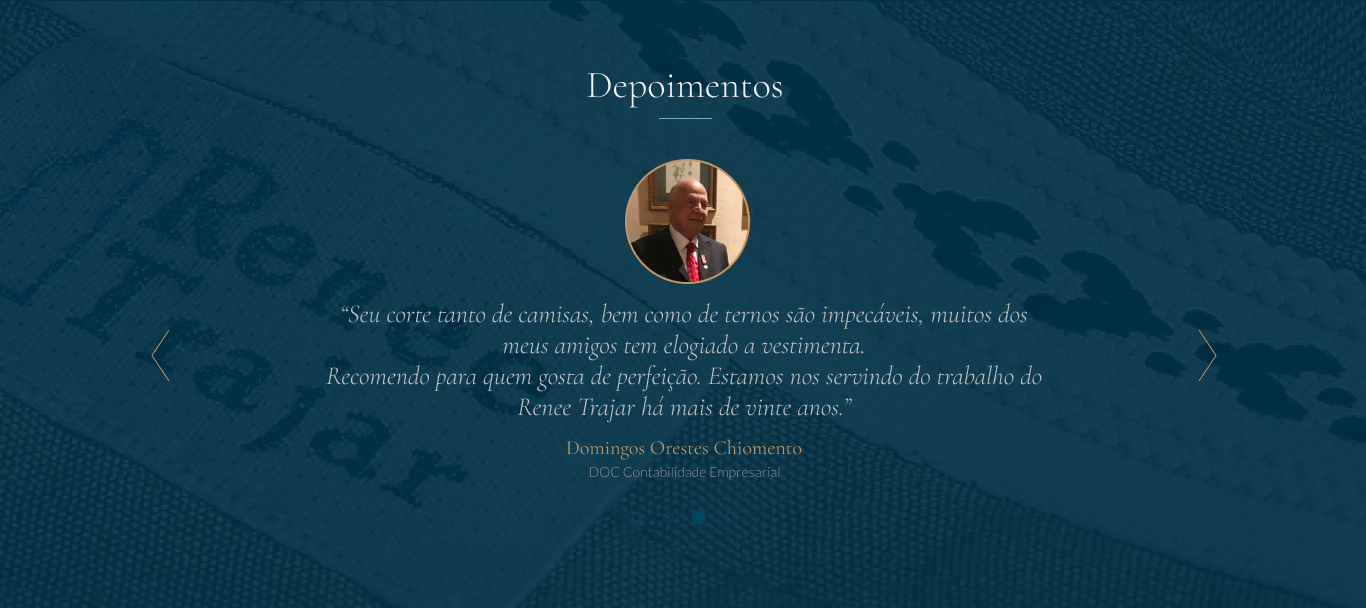 Depoimentos
Renee
Trajar
“Seu corte tanto de camisas, bem como de ternos são impecáveis, muitos dos
meus amigos tem elogiado a vestimenta.
Recomendo para quem gosta de perfeição. Estamos nos servindo do trabalho do
Renee Trajar há mais de vinte anos.”
Domingos Orestes Chiomento
DOC Contabilidade Empresarial